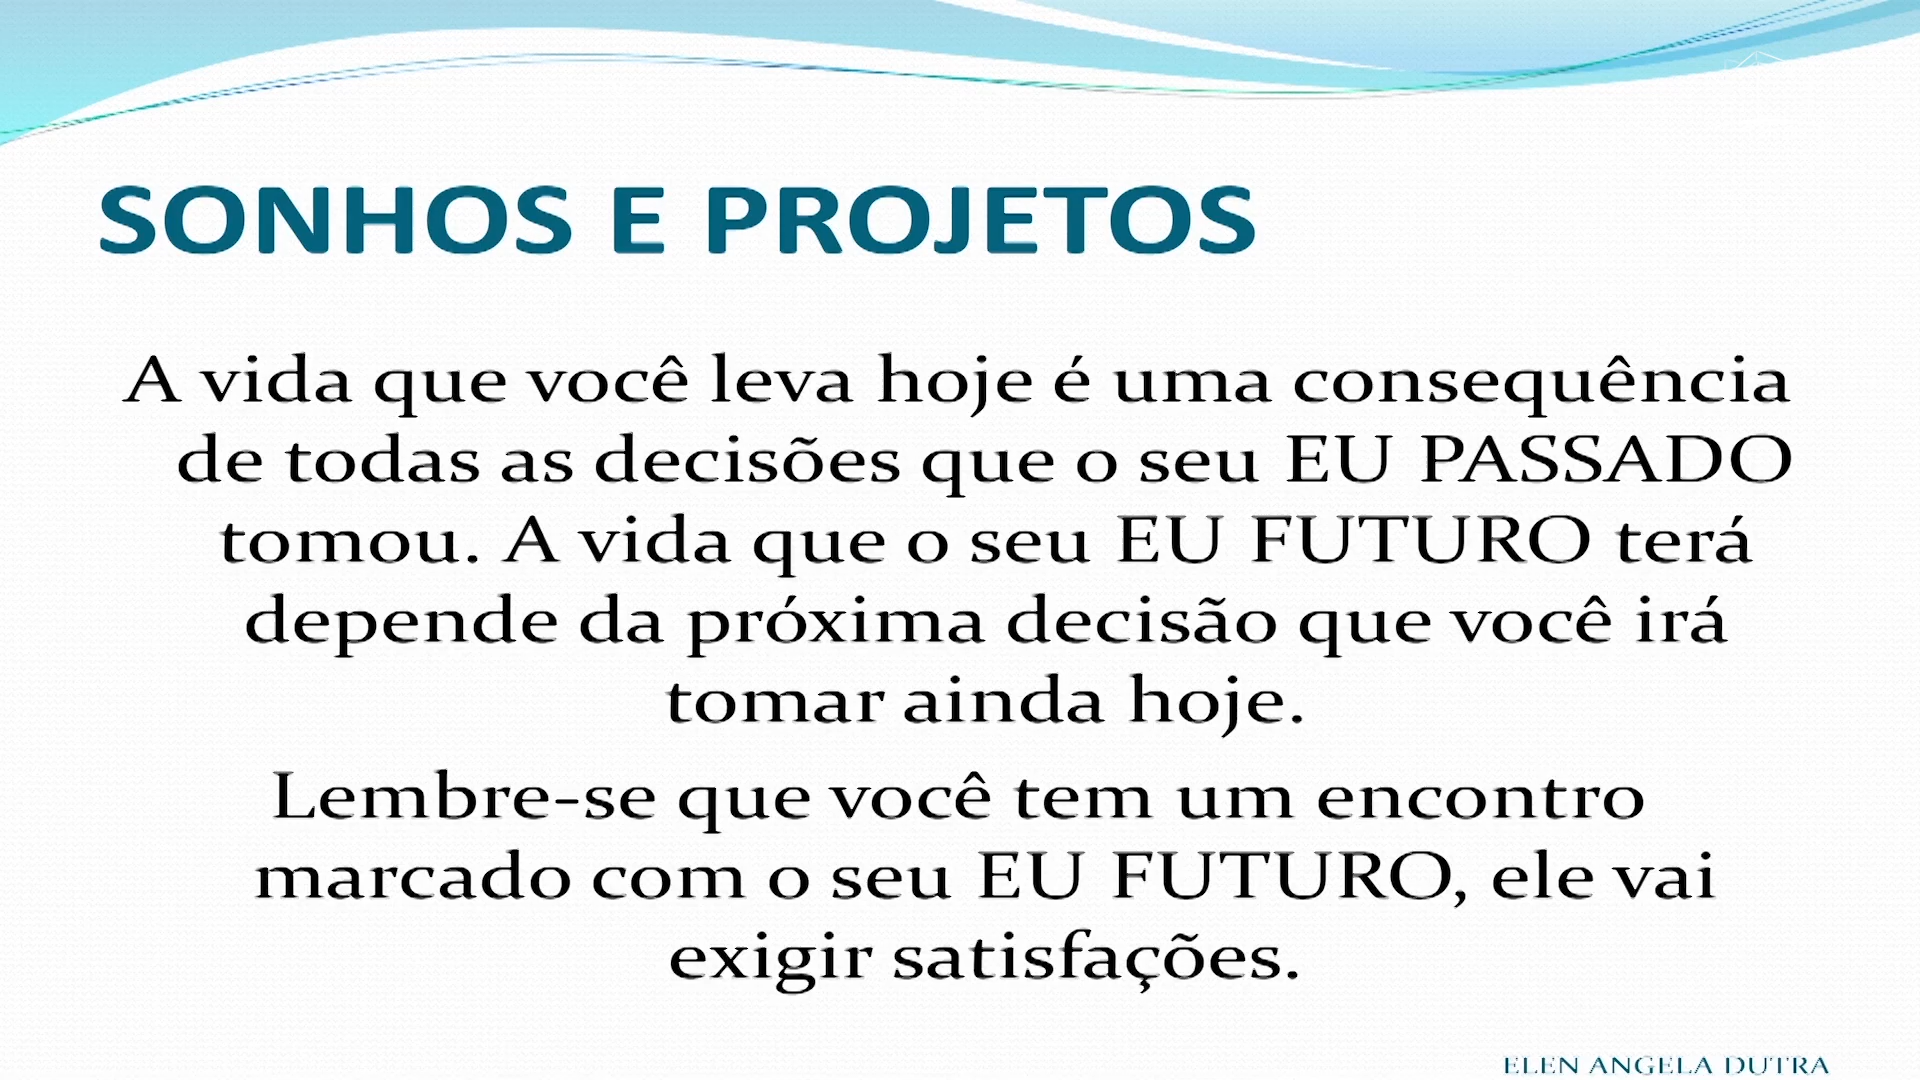 SONHOS E PROJETOS
A vida que você leva hoje é uma consequência
de todas as decisões que o seu EU PASSADO
tomou. A vida que o seu EU FUTURO terá
depende da próxima decisão que você irá
tomar ainda hoje.
Lembre-se que você tem um encontro
marcado com o seu EU FUTURO, ele vai
exigir satisfações.
ELEN ANGELA DUTRA